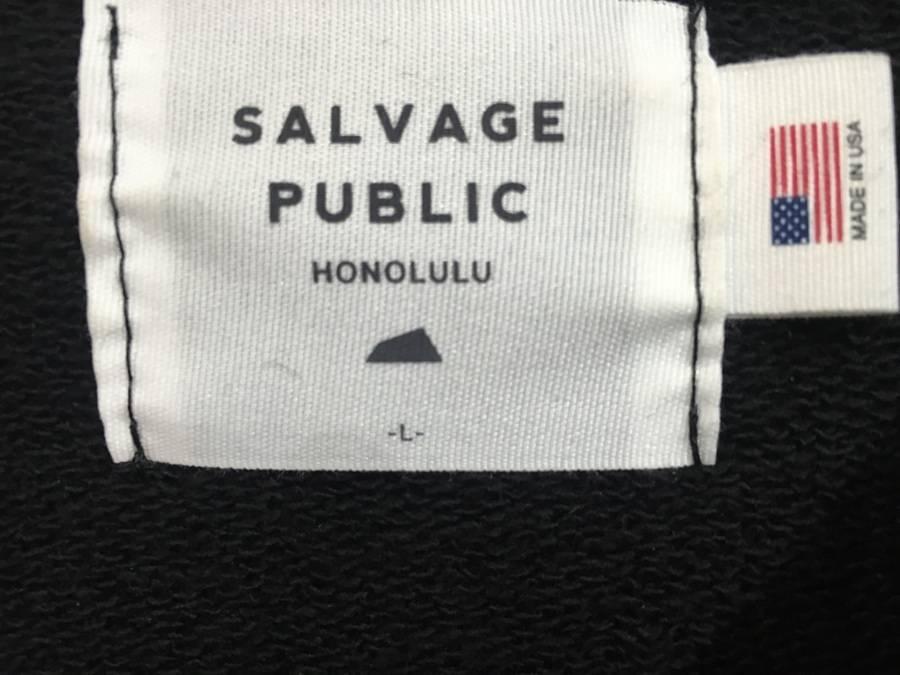 SALVAGE
PUBLIC
HONOLULU
-L-
MADE IN USA